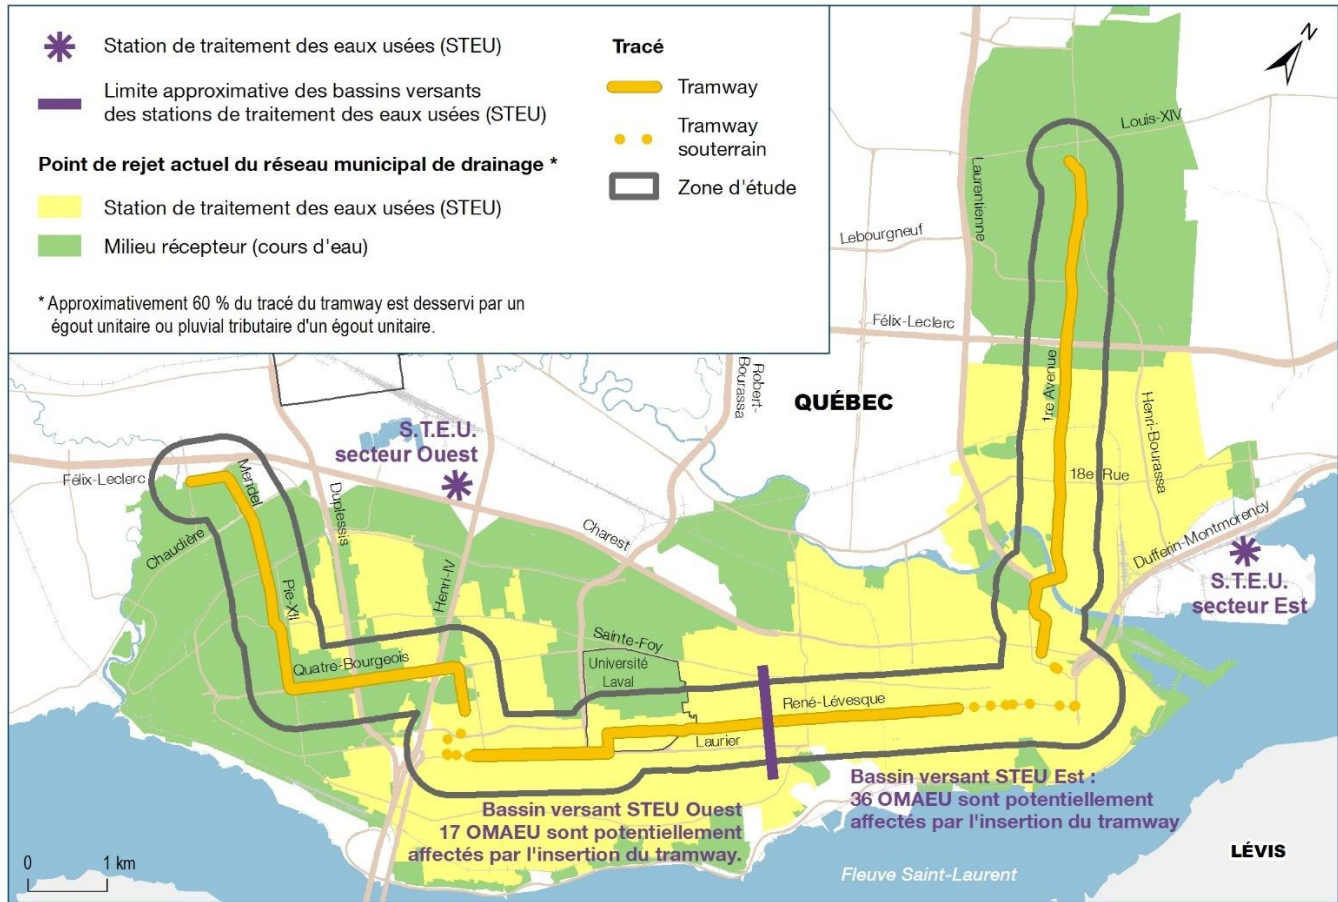 Station de traitement des eaux usées (STEU)
Limite approximative des bassins versants
des stations de traitement des eaux usées (STEU)
Point de rejet actuel du réseau municipal de drainage *
Station de traitement des eaux usées (STEU)
Milieu récepteur (cours d'eau)
* Approximativement 60 % du tracé du tramway est desservi par un
égout unitaire ou pluvial tributaire d'un égout unitaire.
Tracé
Tramway
Tramway
souterrain
Zone d'étude
N
Louis-XIV
Laurentienne
Lebourgneuf
Félix-Leclerc
Robert-
Bourassa
QUÉBEC
1re Avenue
Henri-Bourassa
18e Rue
Dufferin-Montmorency
S.T.E.U.
secteur Est
S.T.E.U.
secteur Ouest
Félix-Leclerc
Mendel
Chaudière
Duplessis
Pie-XII
Henri-IV
Charest
Quatre-Bourgeois
Sainte-Foy
Université
Laval
René-Lévesque
Laurier
Bassin versant STEU Ouest
17 OMAEU sont potentiellement
affectés par l'insertion du tramway.
Bassin versant STEU Est :
36 OMAEU sont potentiellement
affectés par l'insertion du tramway
Fleuve Saint-Laurent
LÉVIS
0 1 km